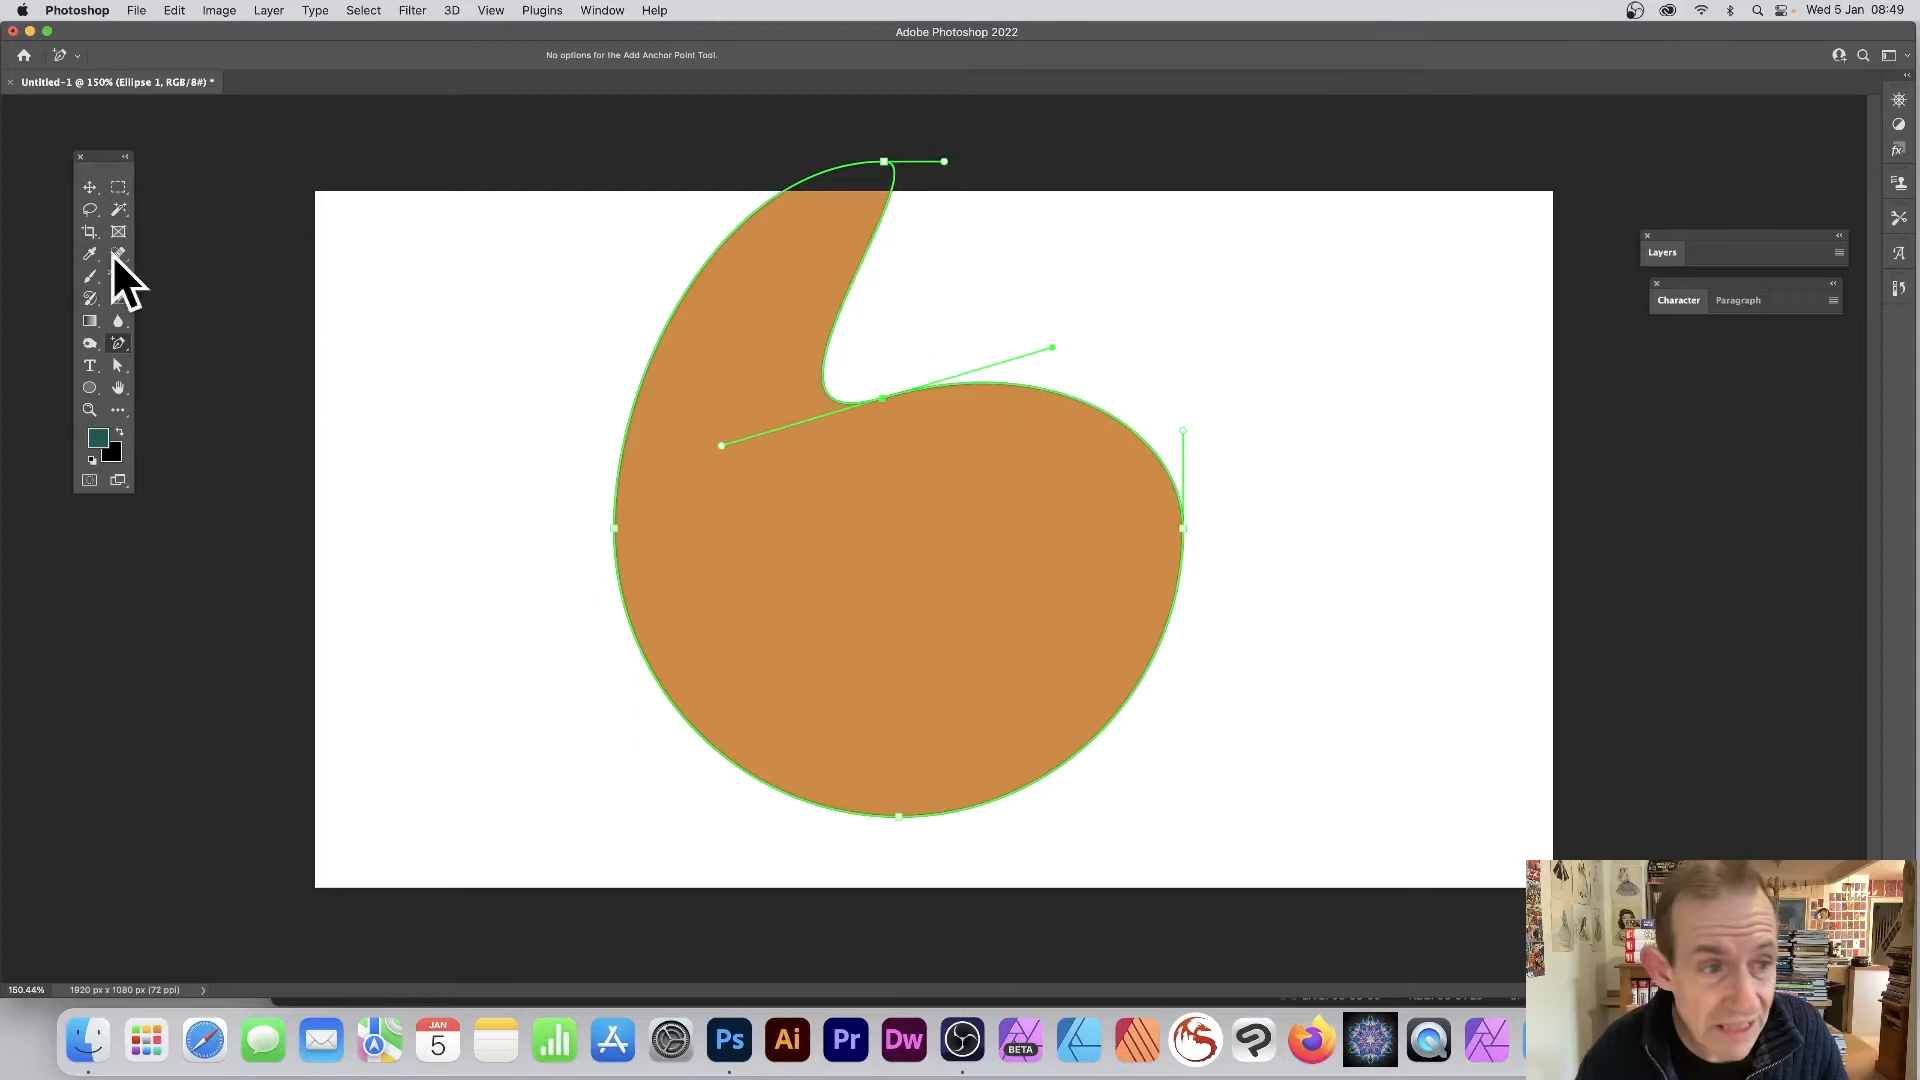 Photoshop File Edit Image Layer Type Select Filter 3D View Plugins Window Help Wed 5 Jan 08:49
Adobe Photoshop 2022
No options for the Add Anchor Point Tool.
Untitled-1 @ 150% (Ellipse 1, RGB/8#) *
Layers
Character Paragraph
150.44% 1920 px x 1080 px (72 ppi)
JAN
5
Ps Ai Pr Dw
BETA